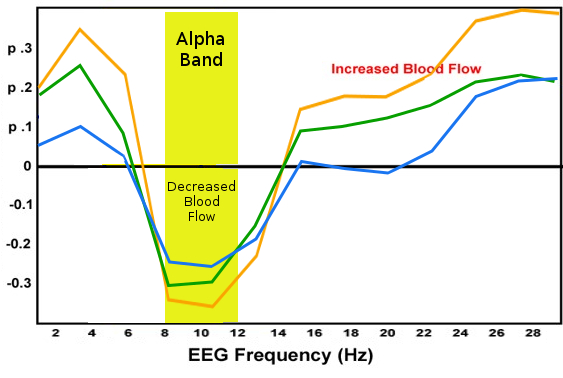 Alpha
Band
Increased Blood Flow
Decreased
Blood
Flow
p .3
p .2
p .1
0
-0.1
-0.2
-0.3
2 4 6 8 10 12 14 16 18 20 22 24 26 28
EEG Frequency (Hz)